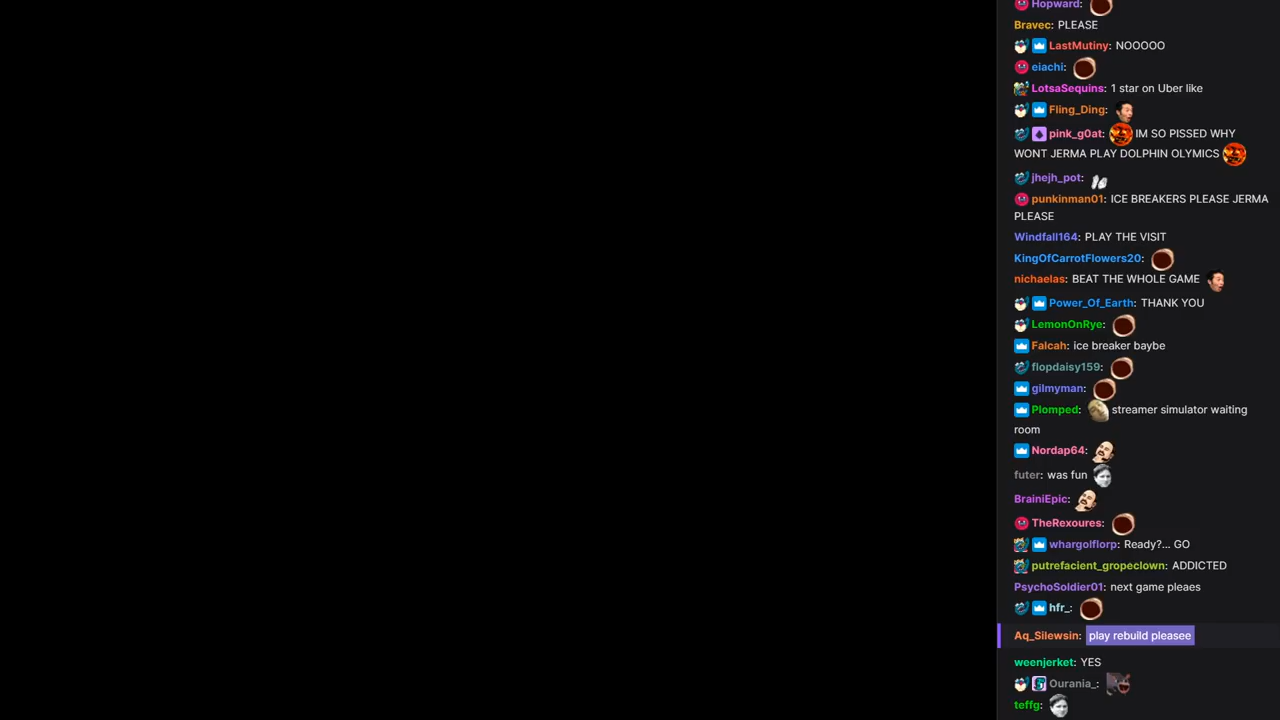 Hopward:
Bravec: PLEASE
LastMutiny: NOOOOO
eiachi:
LotsaSequins: 1 star on Uber like
Fling_Ding:
pink_g0at: IM SO PISSED WHY
WONT JERMA PLAY DOLPHIN OLYMICS
jhejh_pot:
punkinman01: ICE BREAKERS PLEASE JERMA
PLEASE
Windfall164: PLAY THE VISIT
KingOfCarrotFlowers20:
nichaelas: BEAT THE WHOLE GAME
Power_Of_Earth: THANK YOU
LemonOnRye:
Falcah: ice breaker baybe
flopdaisy159:
gilmyman:
Plomped: streamer simulator waiting
room
Nordap64:
futer: was fun
BrainiEpic:
TheRexoures:
whargolflorp: Ready?... GO
putrefacient_gropeclown: ADDICTED
PsychoSoldier01: next game pleaes
hfr_:
Aq_Silewsin: play rebuild pleasee
weenjerket: YES
Ourania_:
teffg: